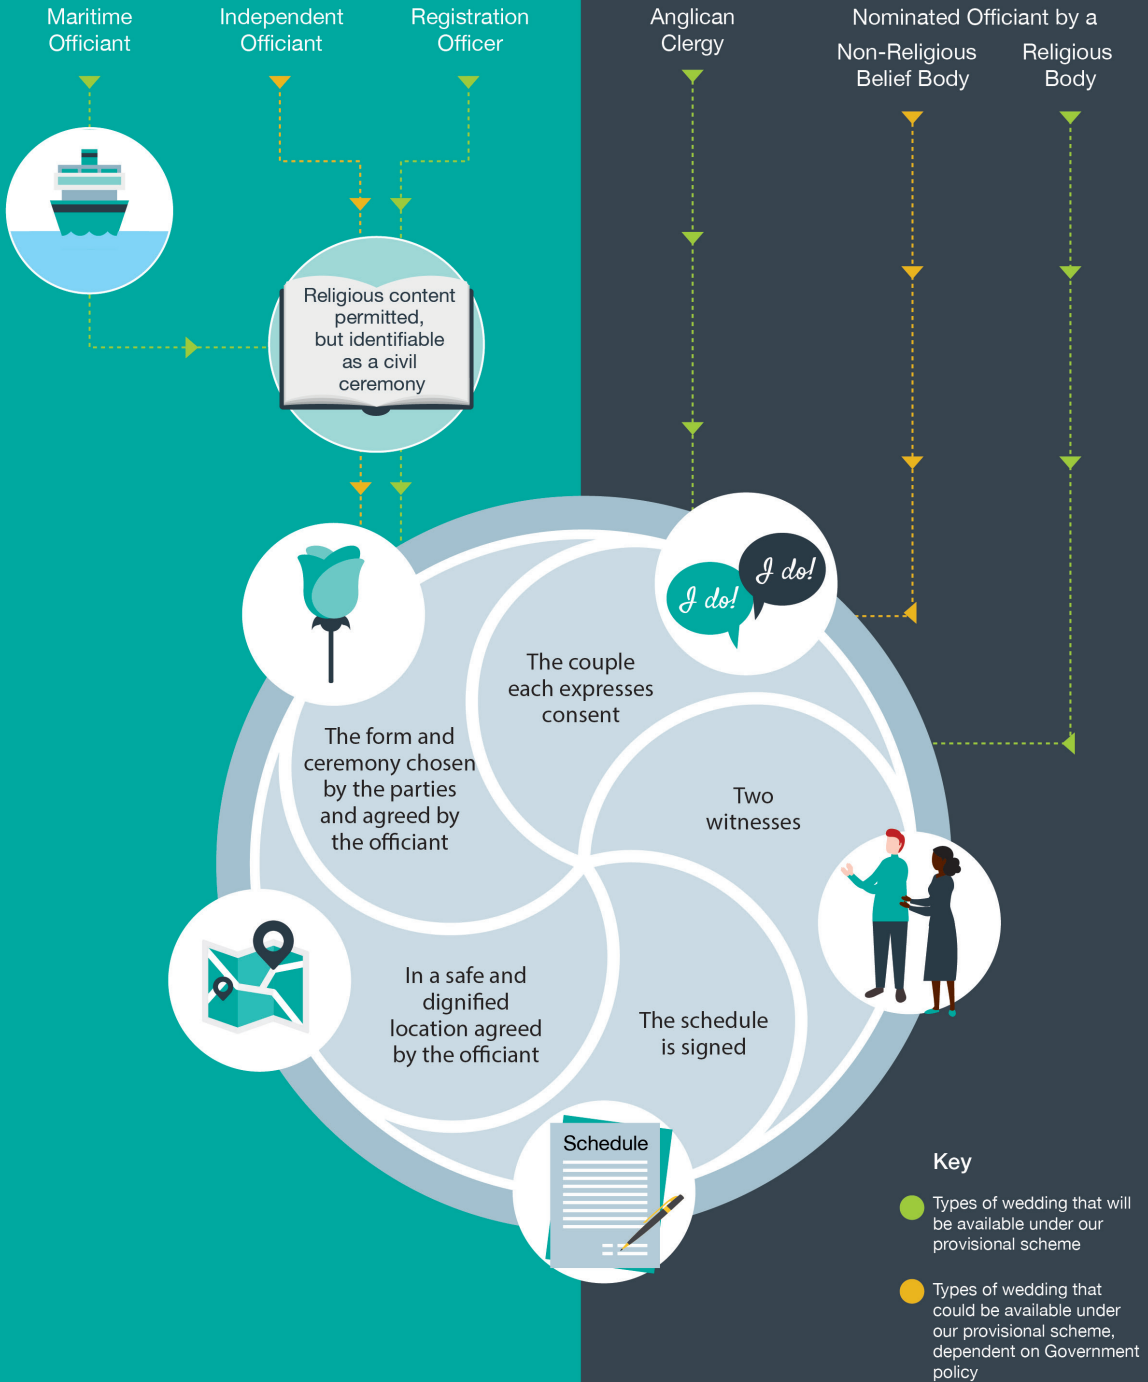 Maritime
Officiant
Independent
Officiant
Registration
Officer
Anglican
Clergy
Nominated Officiant by a
Non-Religious
Belief Body
Religious
Body
Religious content
permitted,
but identifiable
as a civil
ceremony
I do!
I do!
The couple
each expresses
consent
The form and
ceremony chosen
by the parties
and agreed by
the officiant
Two
witnesses
In a safe and
dignified
location agreed
by the officiant
The schedule
is signed
Schedule
Key
Types of wedding that will
be available under our
provisional scheme
Types of wedding that
could be available under
our provisional scheme,
dependent on Government
policy